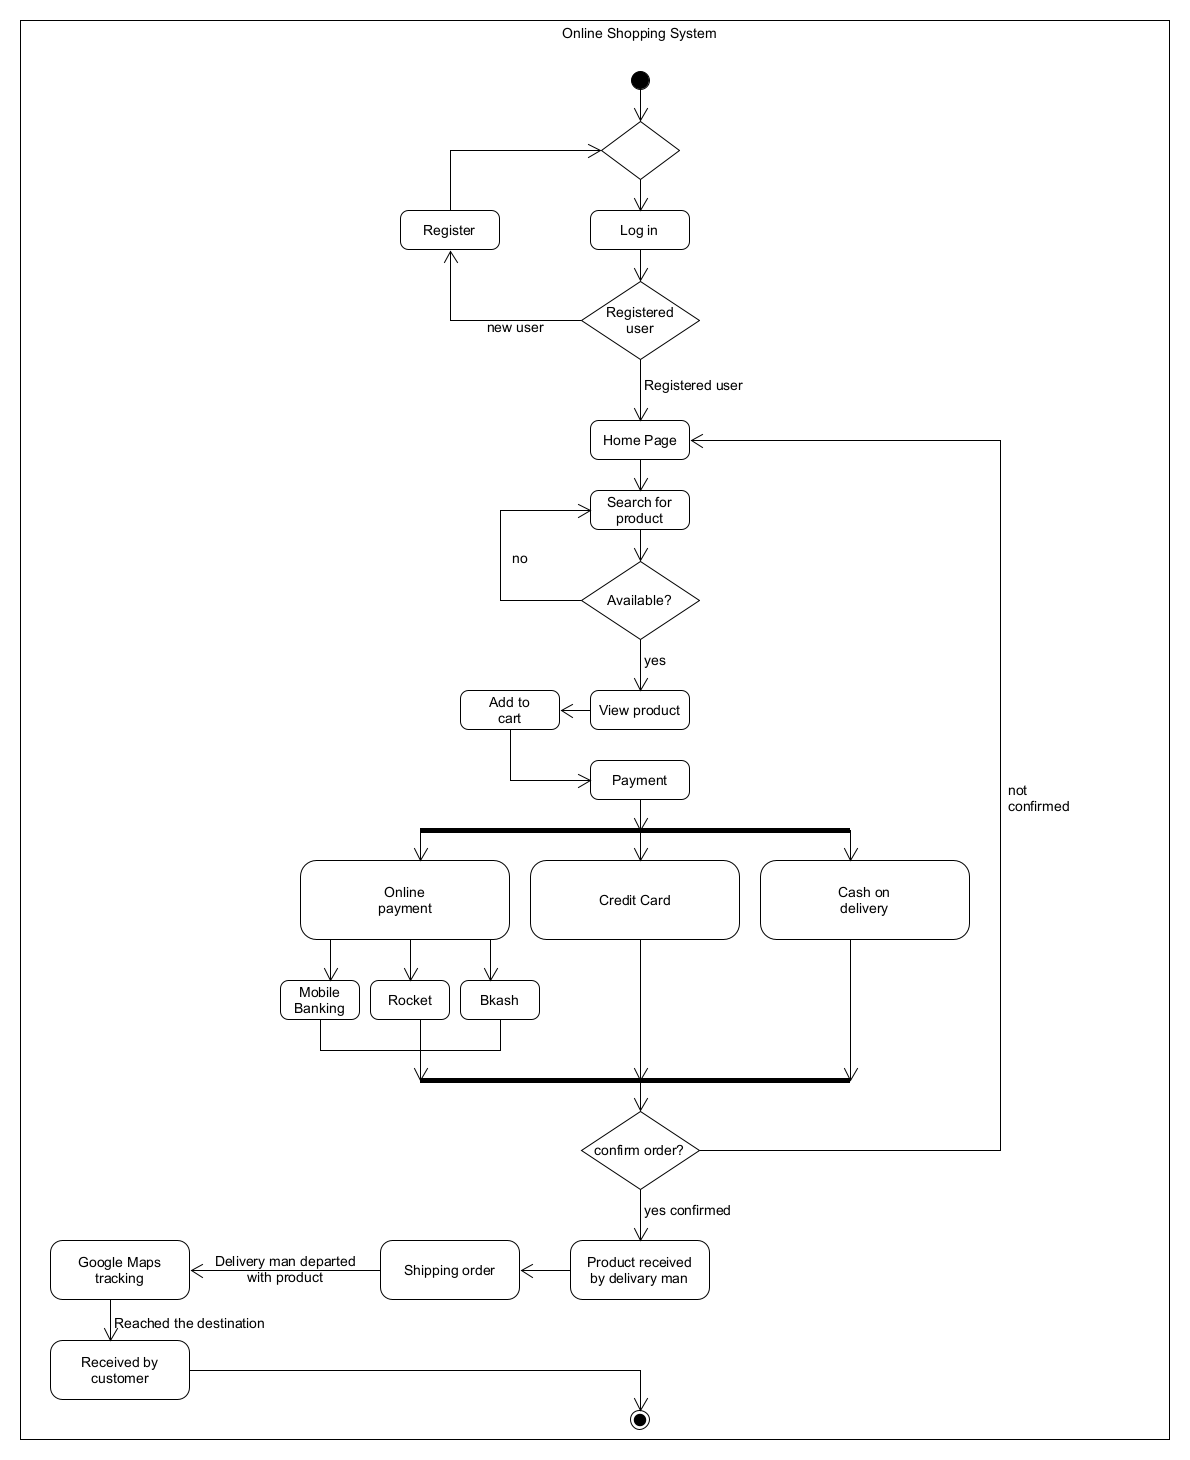 Online Shopping System
Register
Log in
Registered
user
new user
Registered user
Home Page
Search for
product
no
Available?
yes
Add to
cart
View product
Payment
not
confirmed
Online
payment
Credit Card
Cash on
delivery
Mobile
Banking
Rocket
Bkash
confirm order?
yes confirmed
Google Maps
tracking
Delivery man departed
with product
Shipping order
Product received
by delivary man
Reached the destination
Received by
customer